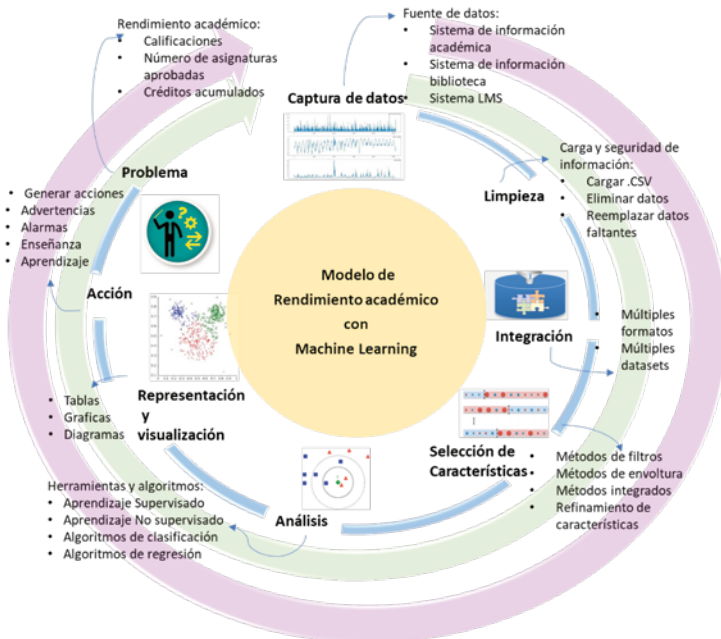 Rendimiento académico:
• Calificaciones
• Número de asignaturas
aprobadas
• Créditos acumulados
Fuente de datos:
• Sistema de información
académica
• Sistema de información
biblioteca
• Sistema LMS
Captura de datos
Carga y seguridad de
información:
• Cargar .CSV
• Eliminar datos
• Reemplazar datos
faltantes
Limpieza
• Múltiples
formatos
• Múltiples
datasets
Integración
Selección de
Características
• Métodos de filtros
• Métodos de envoltura
• Métodos integrados
• Refinamiento de
características
Análisis
Herramientas y algoritmos:
• Aprendizaje Supervisado
• Aprendizaje No supervisado
• Algoritmos de clasificación
• Algoritmos de regresión
Representación
y
visualización
• Tablas
• Graficas
• Diagramas
Acción
• Generar acciones
• Advertencias
• Alarmas
• Enseñanza
• Aprendizaje
Problema
Modelo de
Rendimiento académico
con
Machine Learning